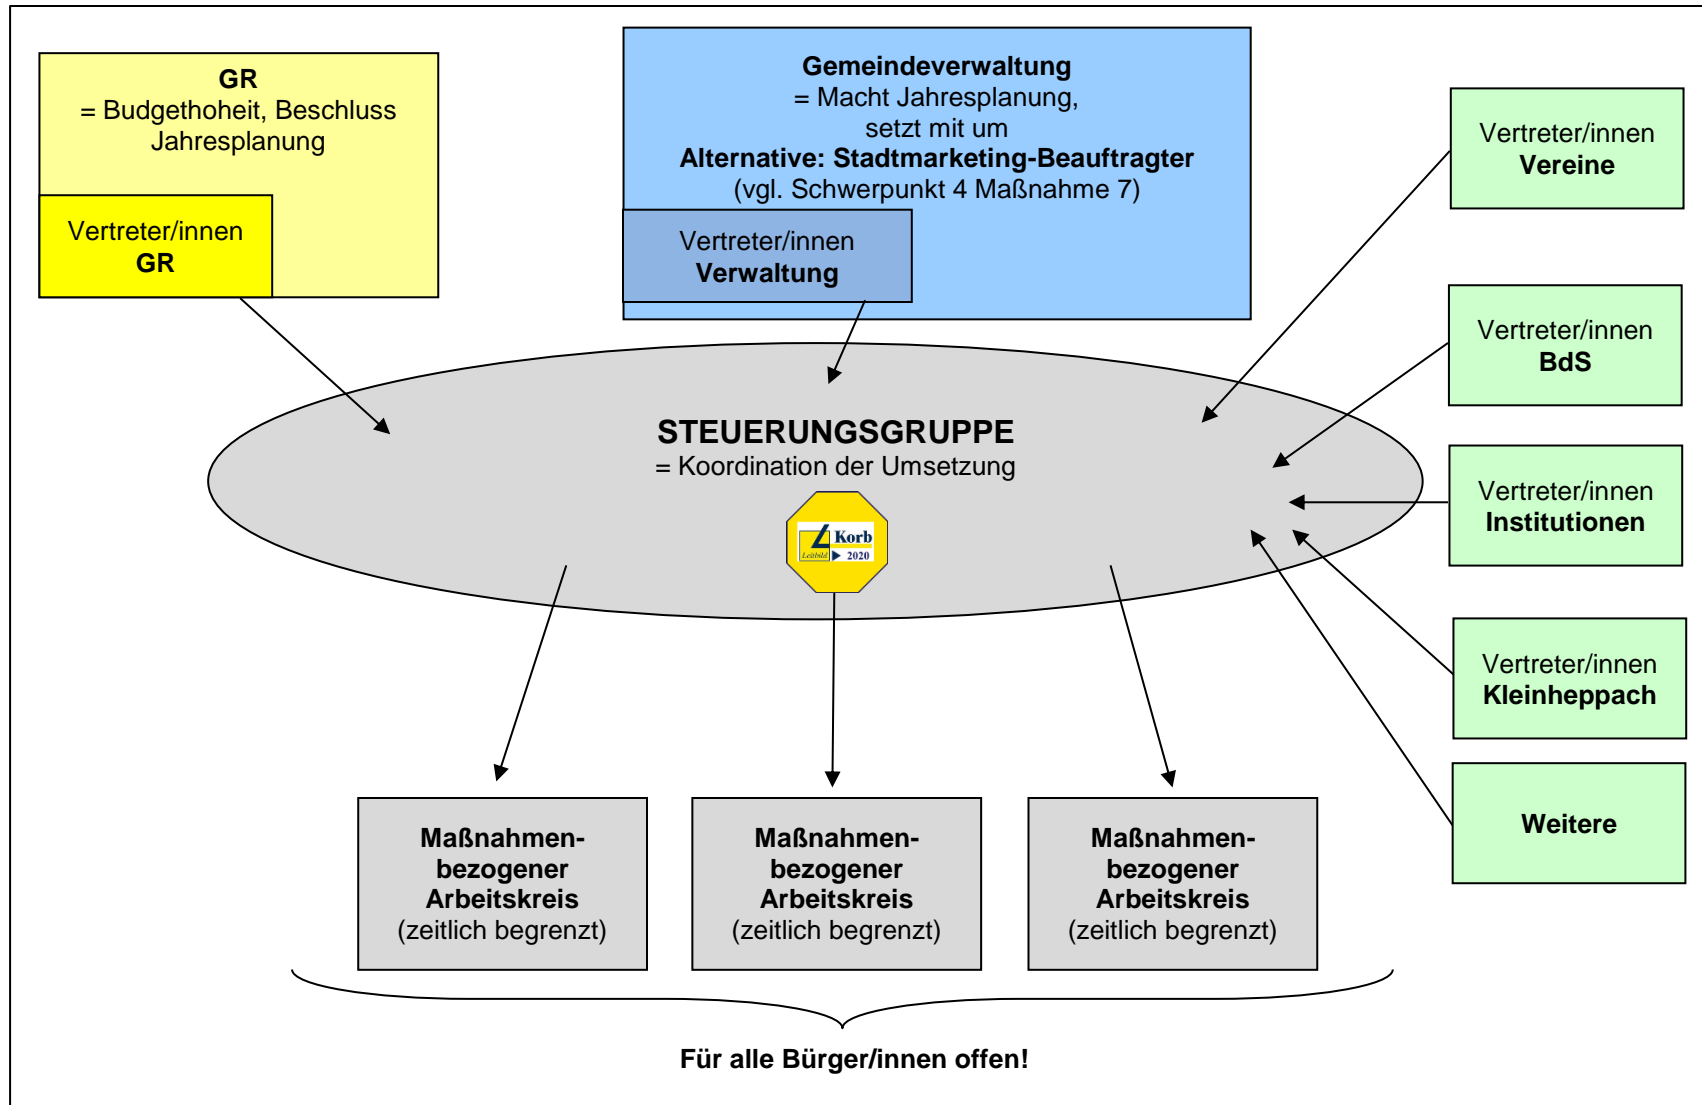 GR
= Budgethoheit, Beschluss
Jahresplanung
Vertreter/innen
GR
Gemeindeverwaltung
= Macht Jahresplanung,
setzt mit um
Alternative: Stadtmarketing-Beauftragter
(vgl. Schwerpunkt 4 Maßnahme 7)
Vertreter/innen
Verwaltung
Vertreter/innen
Vereine
Vertreter/innen
BdS
Vertreter/innen
Institutionen
Vertreter/innen
Kleinheppach
Weitere
STEUERUNGSGRUPPE
= Koordination der Umsetzung
Korb
Leitbild 2020
Maßnahmen-
bezogener
Arbeitskreis
(zeitlich begrenzt)
Maßnahmen-
bezogener
Arbeitskreis
(zeitlich begrenzt)
Maßnahmen-
bezogener
Arbeitskreis
(zeitlich begrenzt)
Für alle Bürger/innen offen!